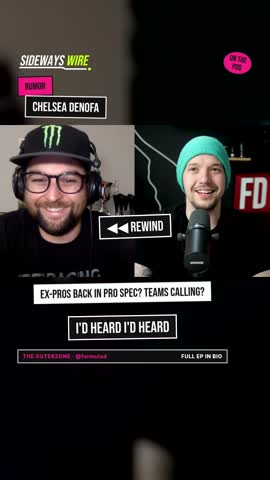 SIDEWAYS WIRE.
ON THE
POD
RUMOR
CHELSEA DENOFA
FD
REWIND
EX-PROS BACK IN PRO SPEC? TEAMS CALLING?
I'D HEARD I'D HEARD
THE OUTERZONE - @formulad
FULL EP IN BIO